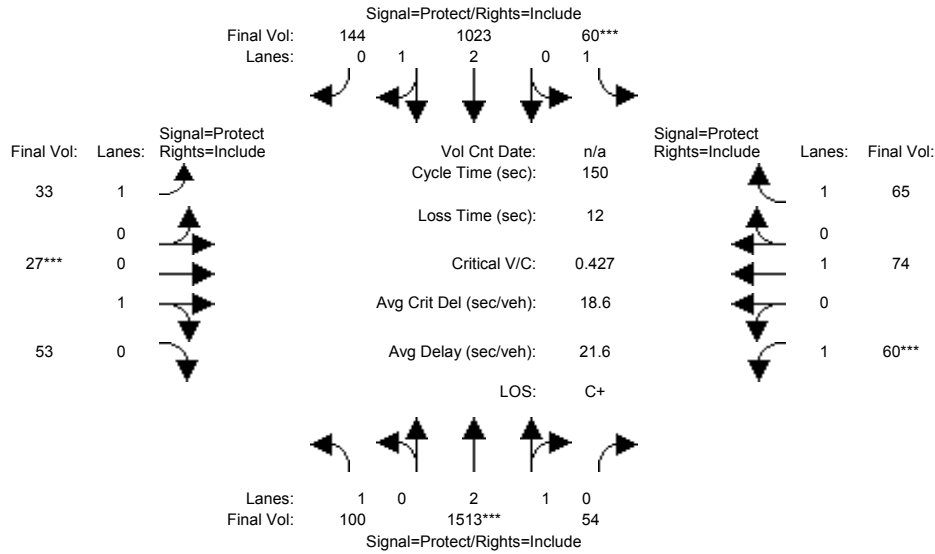 Signal=Protect/Rights=Include
Final Vol: 144 1023 60***
Lanes: 0 1 2 0 1
Signal=Protect Signal=Protect
Final Vol: Lanes: Rights=Include Vol Cnt Date: n/a Rights=Include Lanes: Final Vol:
Cycle Time (sec): 150
33 1 1 65
Loss Time (sec): 12
0 0
27*** 0 Critical V/C: 0.427 1 74
1 Avg Crit Del (sec/veh): 18.6 0
53 0 Avg Delay (sec/veh): 21.6 1 60***
LOS: C+
Lanes: 1 0 2 1 0
Final Vol: 100 1513*** 54
Signal=Protect/Rights=Include